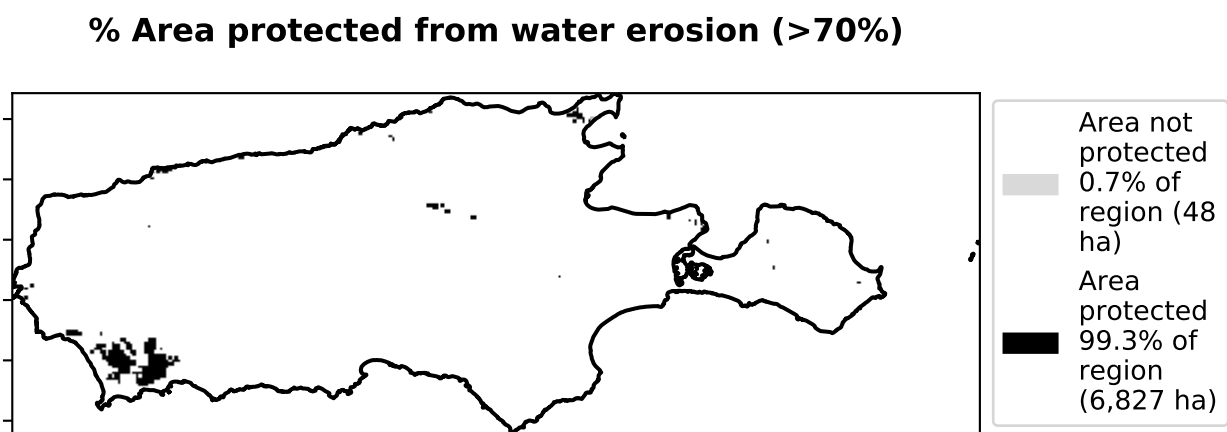 % Area protected from water erosion (>70%)
Area not
protected
0.7% of
region (48
ha)
Area
protected
99.3% of
region
(6,827 ha)